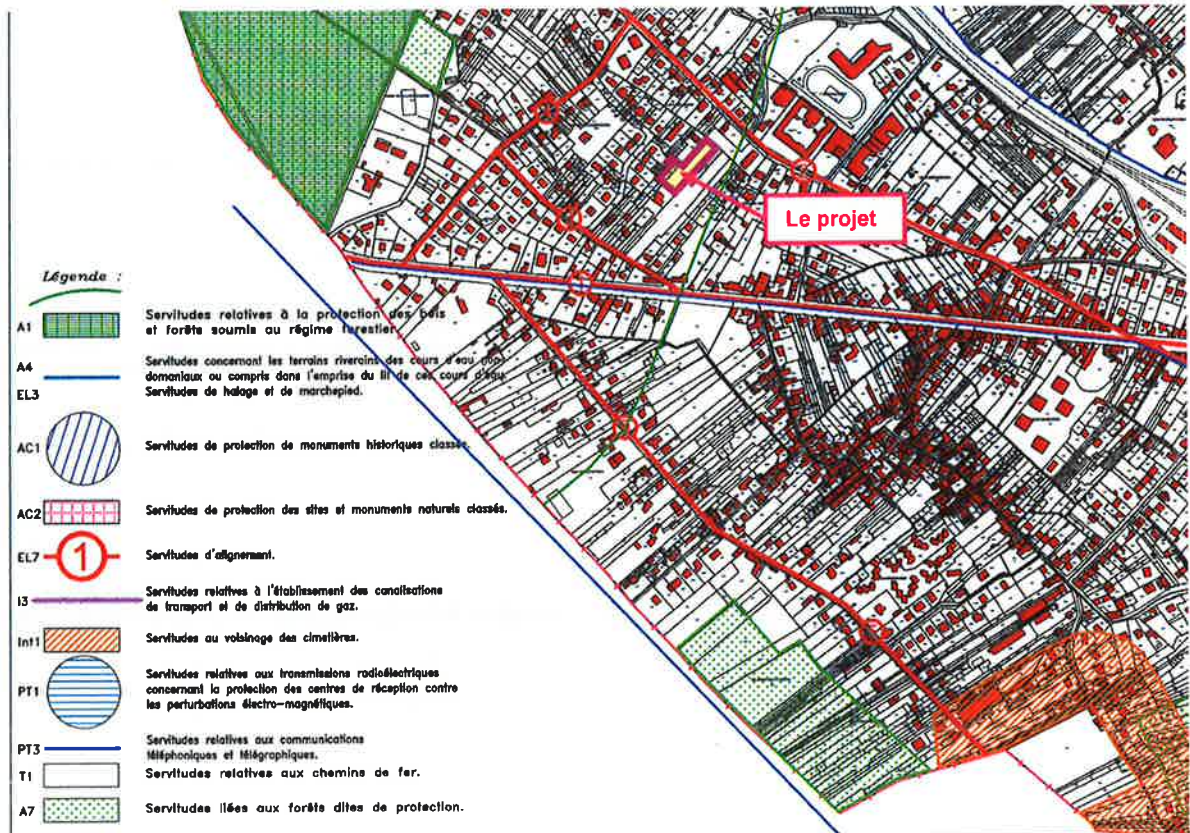 Le projet
Légende :
A1
Servitudes relatives à la protection des bois
et forêts soumis au régime forestier.
A4
Servitudes concernant les terrains riverains des cours d'eau non
domaniaux ou compris dans l'emprise du lit de ces cours d'eau.
EL3
Servitudes de halage et de marchepied.
AC1
Servitudes de protection de monuments historiques classés.
AC2
Servitudes de protection des sites et monuments naturels classés.
EL7
1
Servitudes d'alignement.
I3
Servitudes relatives à l'établissement des canalisations
de transport et de distribution de gaz.
Int1
Servitudes au voisinage des cimetières.
PT1
Servitudes relatives aux transmissions radioélectriques
concernant la protection des centres de réception contre
les perturbations électro-magnétiques.
PT3
Servitudes relatives aux communications
téléphoniques et télégraphiques.
T1
Servitudes relatives aux chemins de fer.
A7
Servitudes liées aux forêts dites de protection.